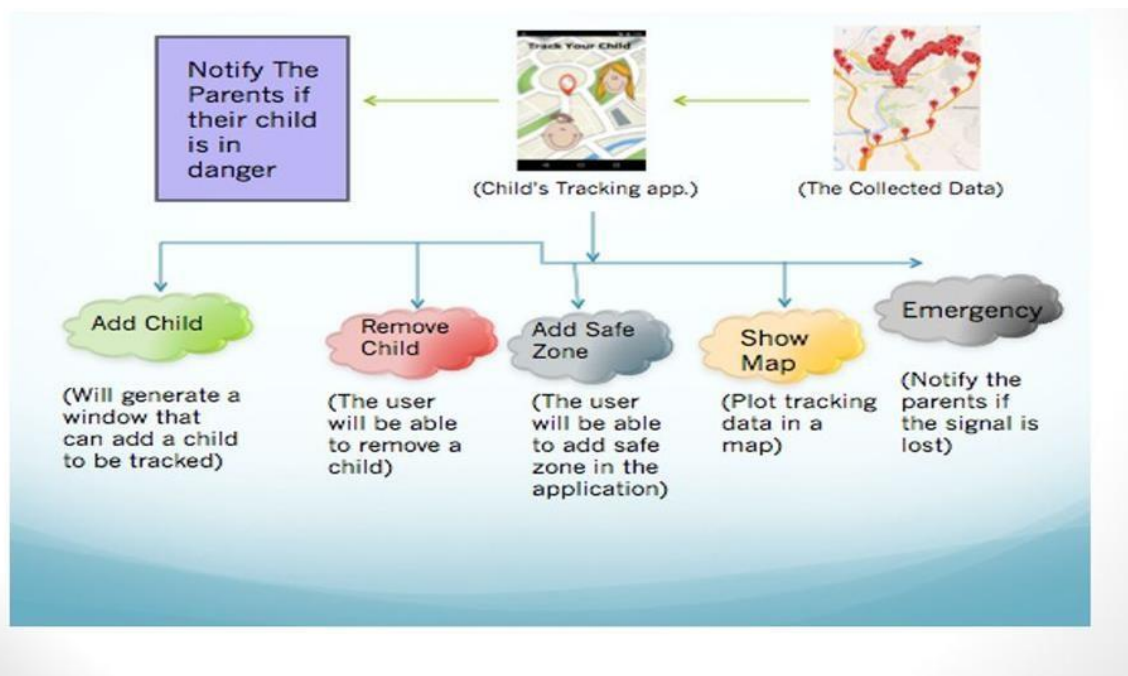 Notify The
Parents if
their child
is in
danger
Track Your Child
(Child's Tracking app.)
(The Collected Data)
Add Child
(Will generate a
window that
can add a child
to be tracked)
Remove
Child
(The user
will be able
to remove a
child)
Add Safe
Zone
(The user
will be able
to add safe
zone in the
application)
Show
Map
(Plot tracking
data in a
map)
Emergency
(Notify the
parents if
the signal is
lost)